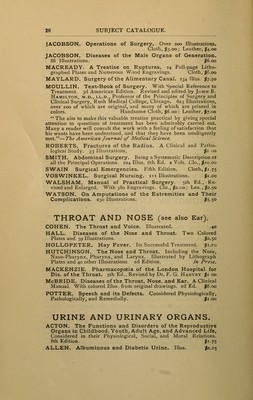 28 SUBJECT CATALOGUE.
JACOBSON. Operations of Surgery. Over 200 Illustrations.
Cloth, $3.00; Leather, $4.00
JACOBSON. Diseases of the Male Organs of Generation.
88 Illustrations. $6.00
MACREADY. A Treatise on Ruptures. 24 Full-page Litho-
graphed Plates and Numerous Wood Engravings. Cloth, $6.00
MAYLARD. Surgery of the Alimentary Canal. 134 Illus. $7.50
MOULLIN. Text-Book of Surgery. With Special Reference to
Treatment. 3d American Edition. Revised and edited by JOHN B.
HAMILTON, M.D., LL.D., Professor of the Principles of Surgery and
Clinical Surgery, Rush Medical College, Chicago. 623 Illustrations,
over 200 of which are original, and many of which are printed in
colors. Handsome Cloth, $6.00; Leather, $7.00
"The aim to make this valuable treatise practical by giving special
attention to questions of treatment has been admirably carried out.
Many a reader will consult the work with a feeling of satisfaction that
his wants have been understood, and that they have been intelligently
met."—The American Journal of Medical Science.
ROBERTS. Fractures of the Radius. A Clinical and Patho-
logical Study. 33 Illustrations. $1.00
SMITH. Abdominal Surgery. Being a Systematic Description of
all the Principal Operations. 224 Illus. 6th Ed. 2 Vols. Clo., $10.00
SWAIN. Surgical Emergencies. Fifth Edition. Cloth, $1.75
VOSWINKEL. Surgical Nursing. 111 Illustrations. $1.00
WALSHAM. Manual of Practical Surgery. 5th Ed., Re-
vised and Enlarged. With 380 Engravings. Clo., $2.00; Lea., $2.50
WATSON. On Amputations of the Extremities and Their
Complications. 250 Illustrations. $5.50
THROAT AND NOSE (see also Ear).
COHEN. The Throat and Voice. Illustrated. .40
HALL. Diseases of the Nose and Throat. Two Colored
Plates and 59 Illustrations. $2.50
HOLLOPETER. Hay Fever. Its Successful Treatment. $1.00
HUTCHINSON. The Nose and Throat. Including the Nose,
Naso-Pharynx, Pharynx, and Larynx. Illustrated by Lithograph
Plates and 40 other Illustrations. 2d Edition. In Press.
MACKENZIE. Pharmacopœia of the London Hospital for
Dis. of the Throat. 5th Ed., Revised by Dr. F. G. HARVEY. $1.00
McBRIDE. Diseases of the Throat, Nose, and Ear. A Clinical
Manual. With colored Illus. from original drawings. 2d Ed. $6.00
POTTER. Speech and its Defects. Considered Physiologically,
Pathologically, and Remedially. $1.00
URINE AND URINARY ORGANS.
ACTON. The Functions and Disorders of the Reproductive
Organs in Childhood, Youth, Adult Age, and Advanced Life,
Considered in their Physiological, Social, and Moral Relations.
8th Edition. $1.75
ALLEN. Albuminous and Diabetic Urine. Illus. $2.25